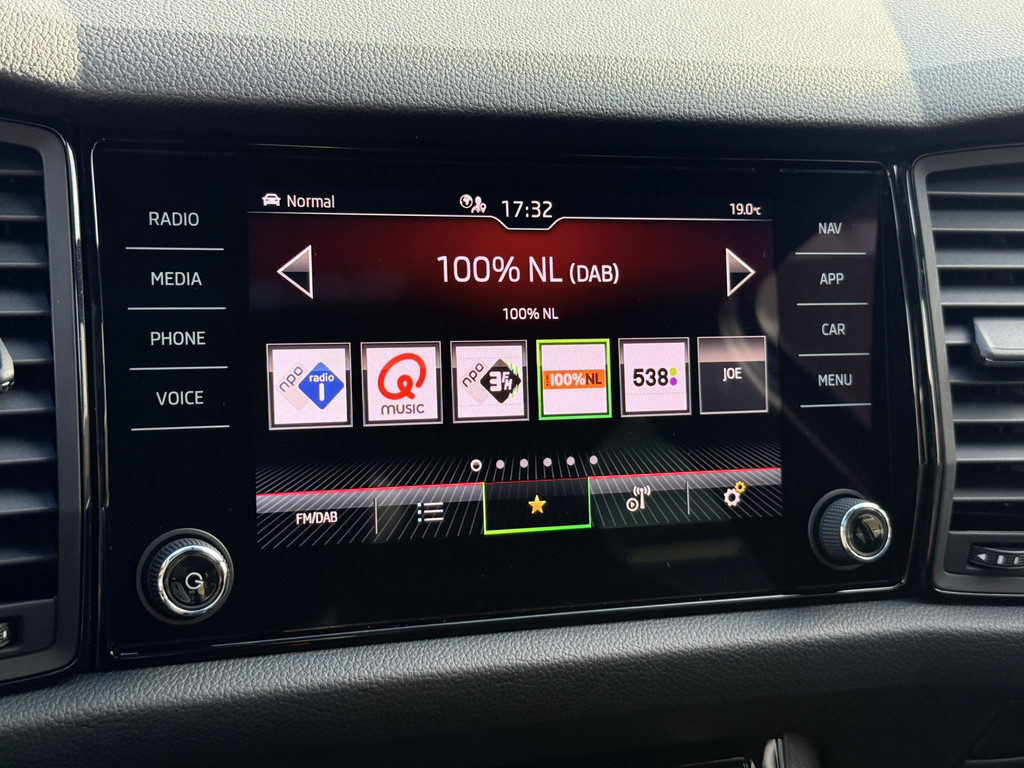 Normal
17:32
19.0°C
RADIO
MEDIA
PHONE
VOICE
100% NL (DAB)
100% NL
npo radio 1
Q MUSIC
npo 3FM
100%NL
538
JOE
FM/DAB
NAV
APP
CAR
MENU